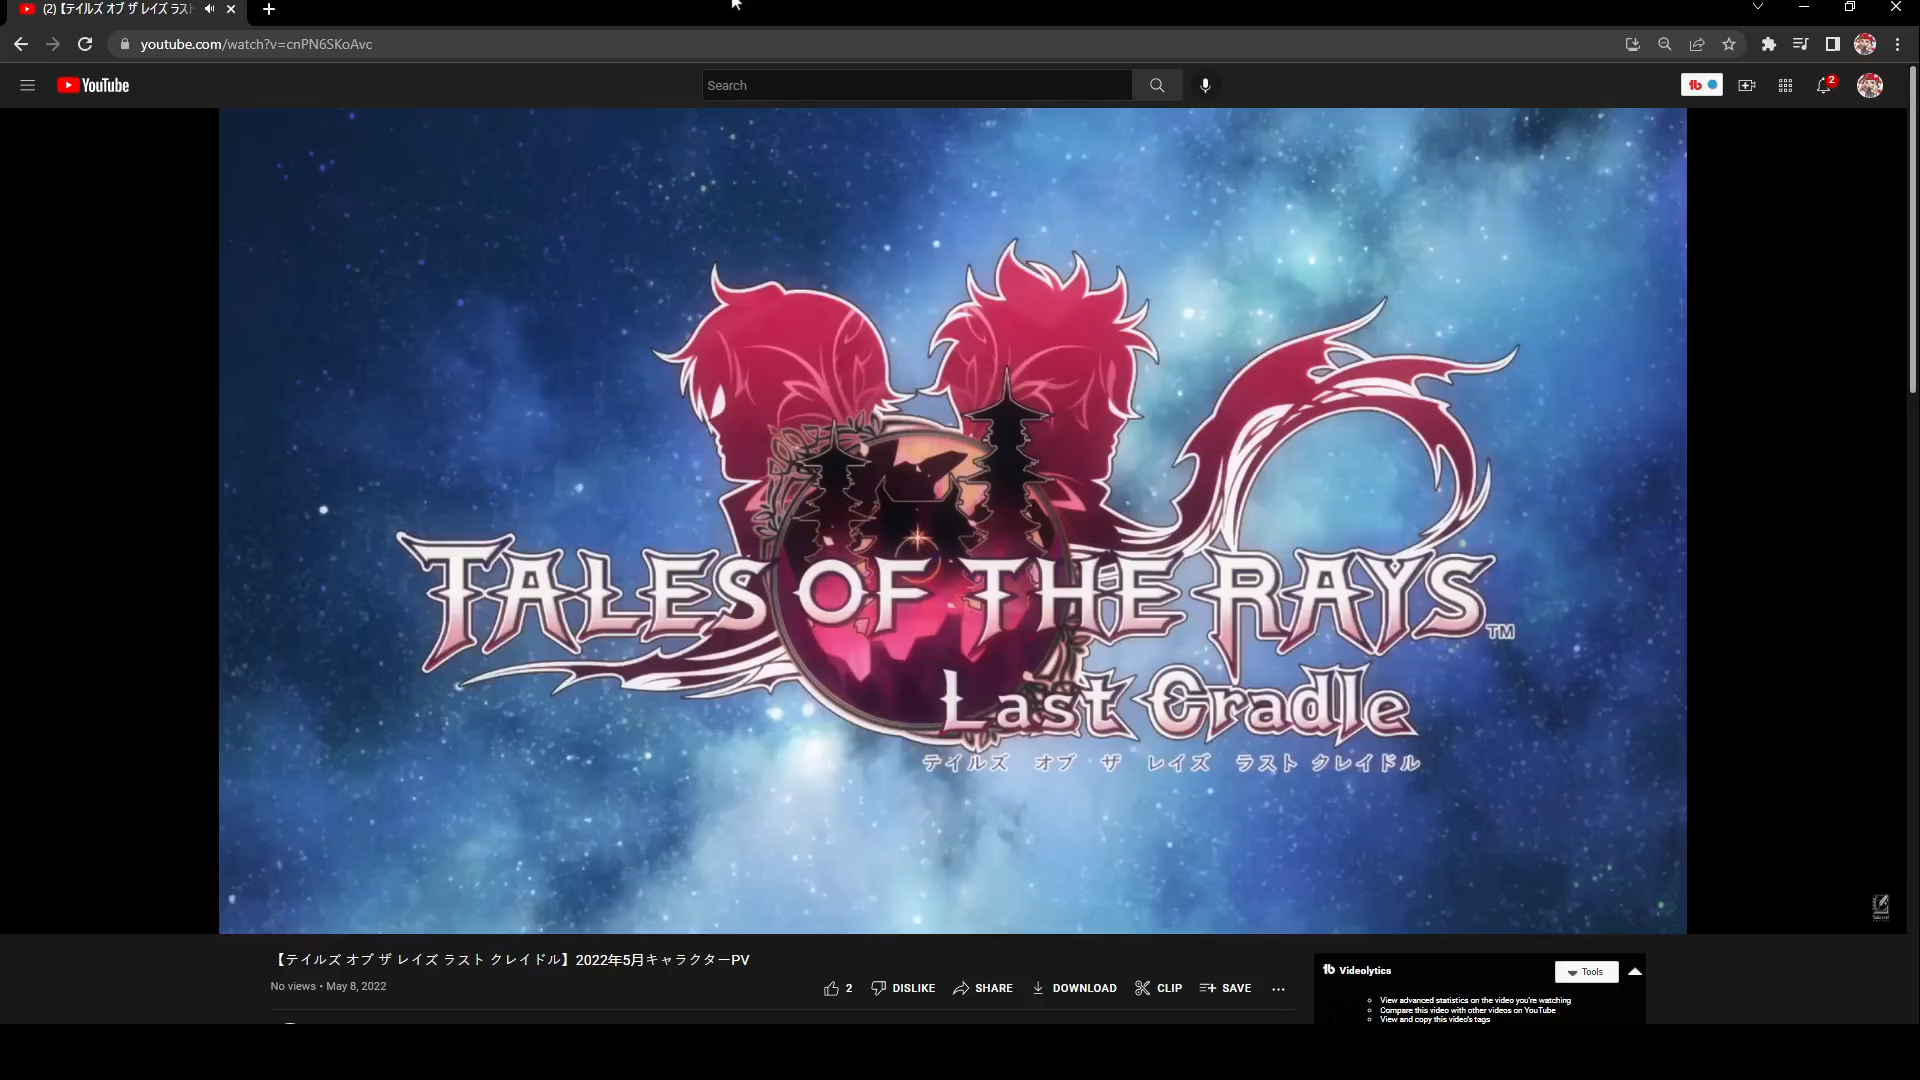 (2)【テイルズ オブ ザ レイズ ラスト
youtube.com/watch?v=cnPN6SKoAvc
YouTube
Search
2
TALES OF THE RAYS™
Last Cradle
テイルズ オブ ザ レイズ ラスト クレイドル
【テイルズ オブ ザ レイズ ラスト クレイドル】2022年5月キャラクターPV
No views • May 8, 2022
2
DISLIKE
SHARE
DOWNLOAD
CLIP
SAVE
Videolytics
Tools
View advanced statistics on the video you're watching
Compare this video with other videos on YouTube
View and copy this video's tags